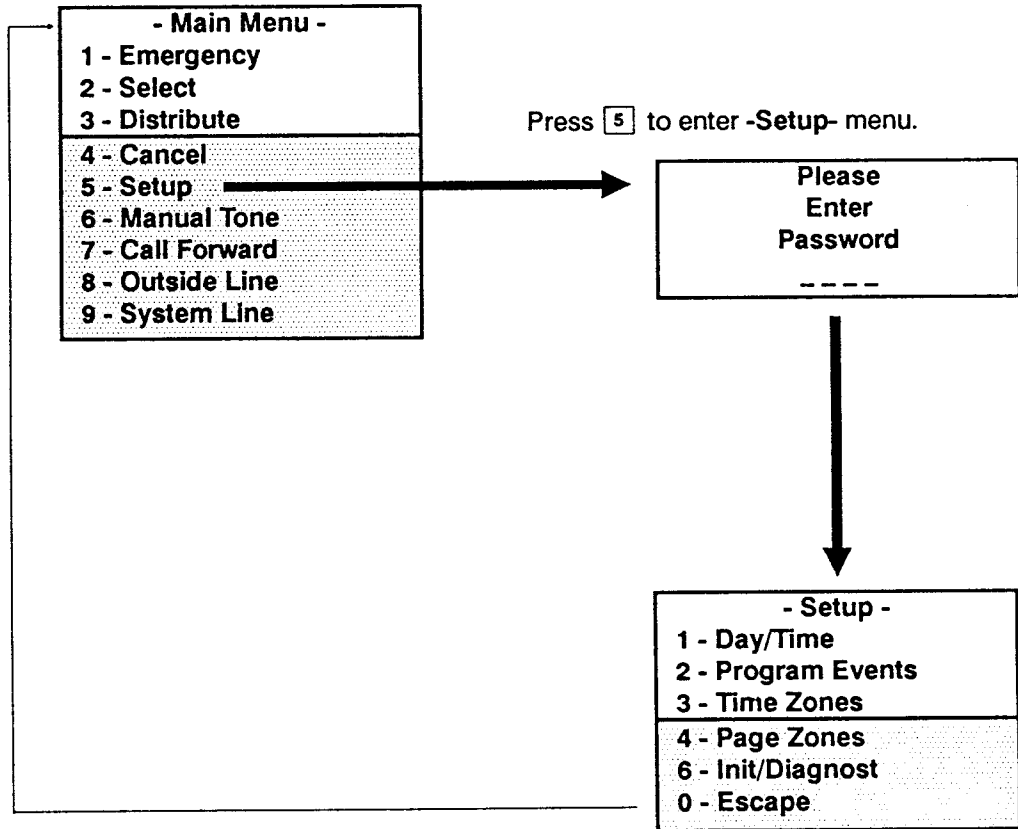 - Main Menu -
1 - Emergency
2 - Select
3 - Distribute
4 - Cancel
5 - Setup
6 - Manual Tone
7 - Call Forward
8 - Outside Line
9 - System Line
Press 5 to enter -Setup- menu.
Please
Enter
Password
_ _ _ _
- Setup -
1 - Day/Time
2 - Program Events
3 - Time Zones
4 - Page Zones
6 - Init/Diagnost
0 - Escape